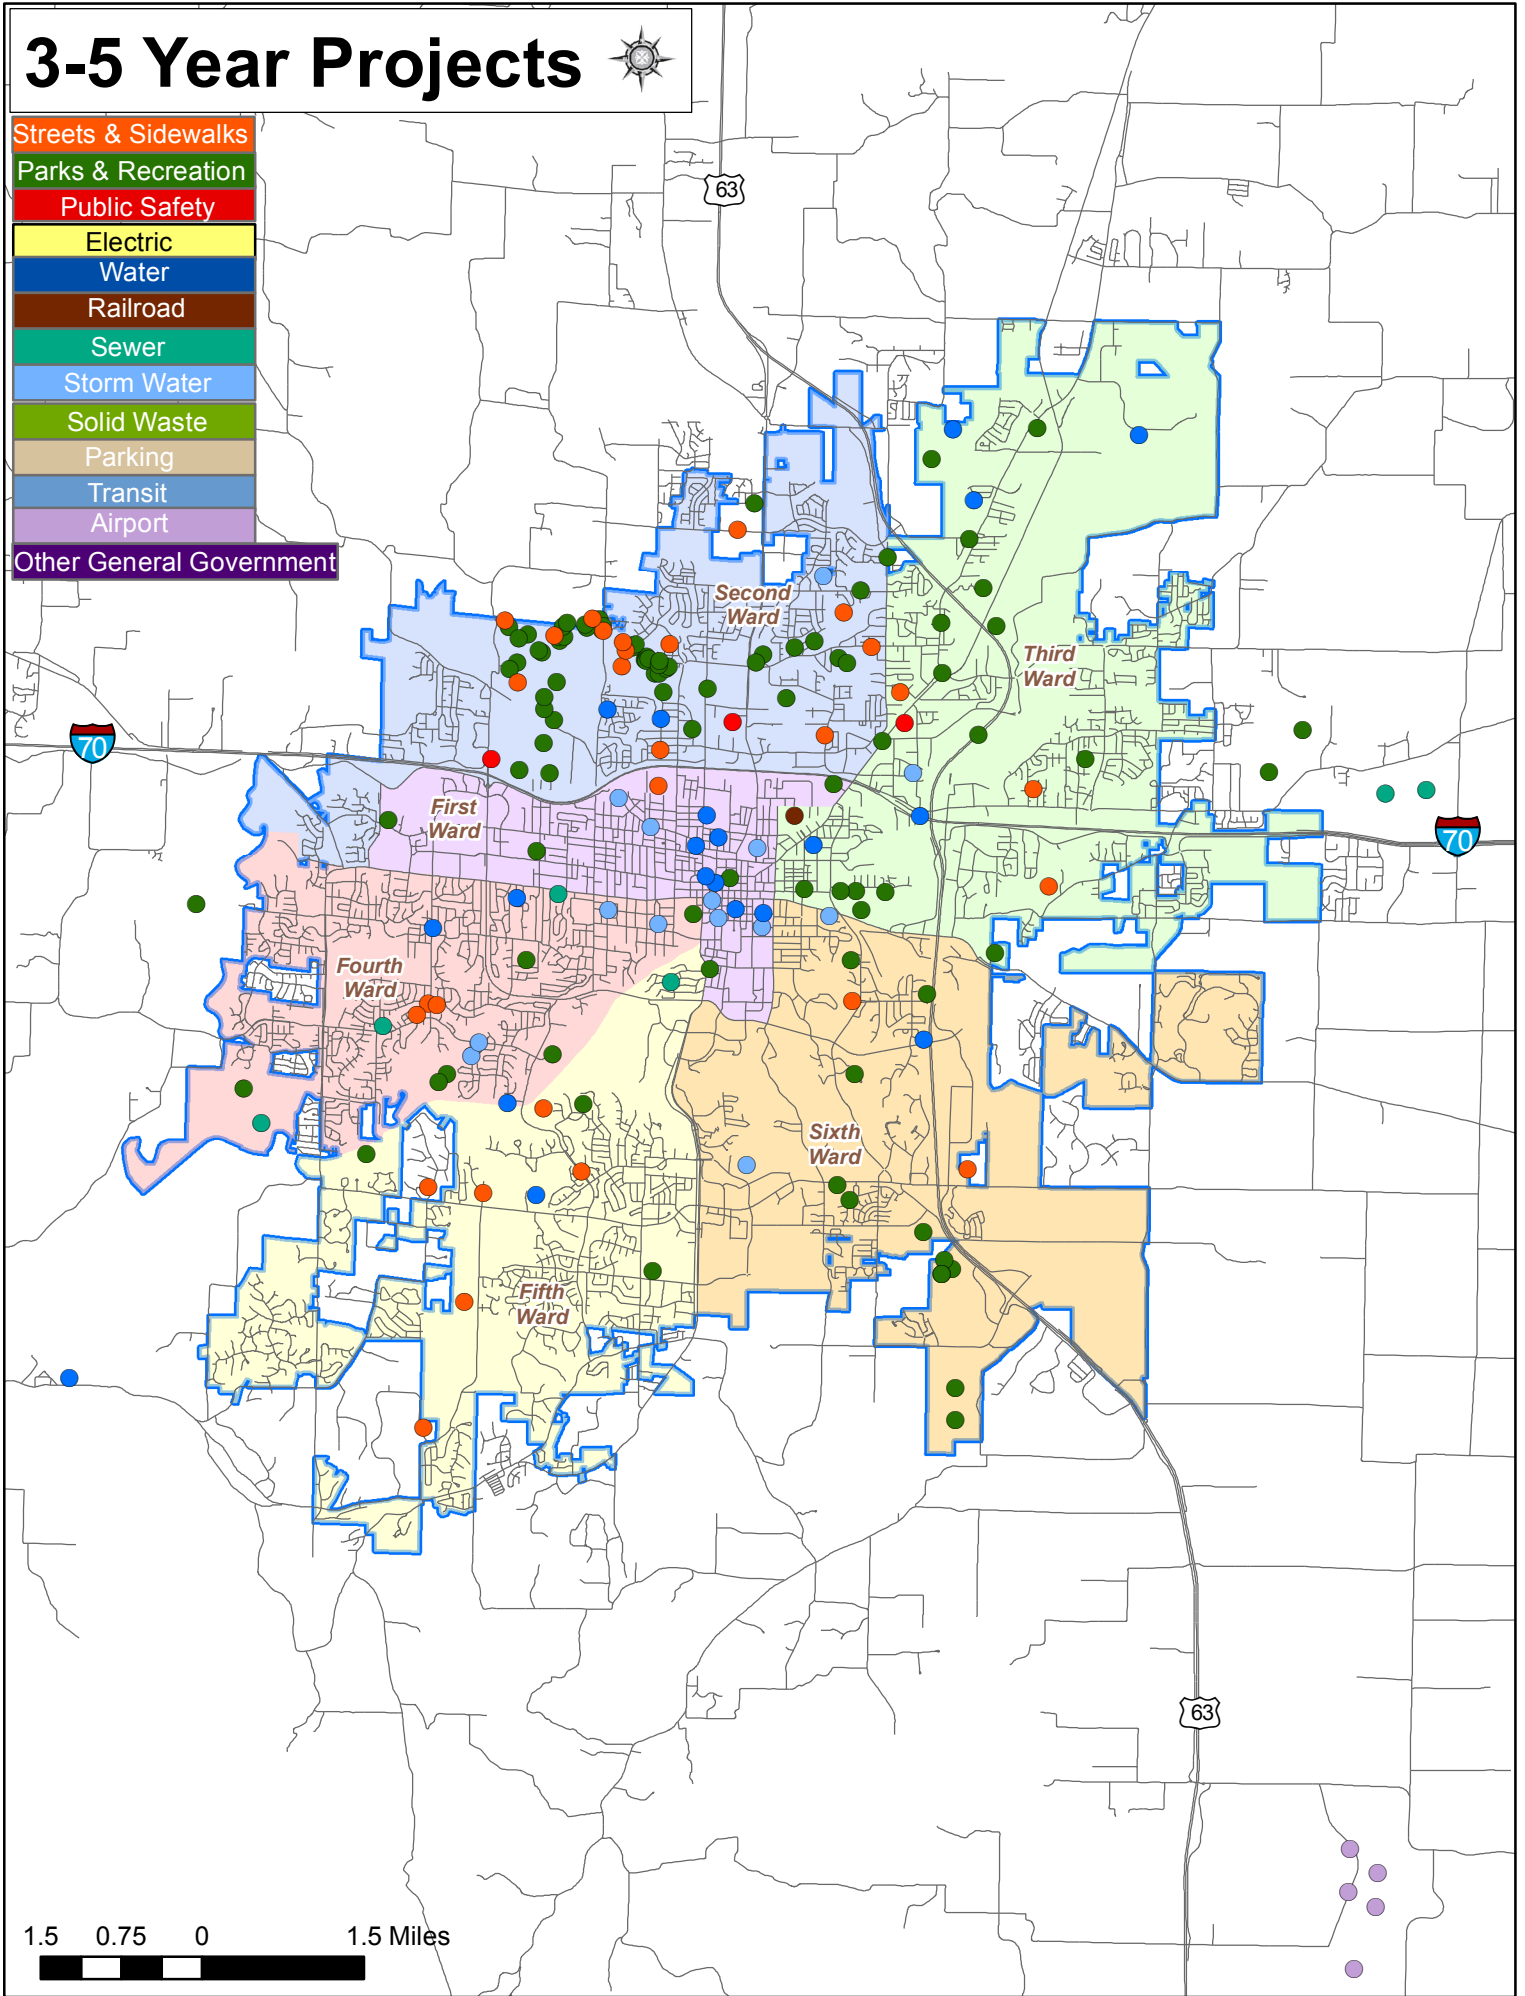 3-5 Year Projects
Streets & Sidewalks
Parks & Recreation
Public Safety
Electric
Water
Railroad
Sewer
Storm Water
Solid Waste
Parking
Transit
Airport
Other General Government
63
Second
Ward
Third
Ward
70
First
Ward
70
Fourth
Ward
Sixth
Ward
Fifth
Ward
63
1.5 0.75 0 1.5 Miles